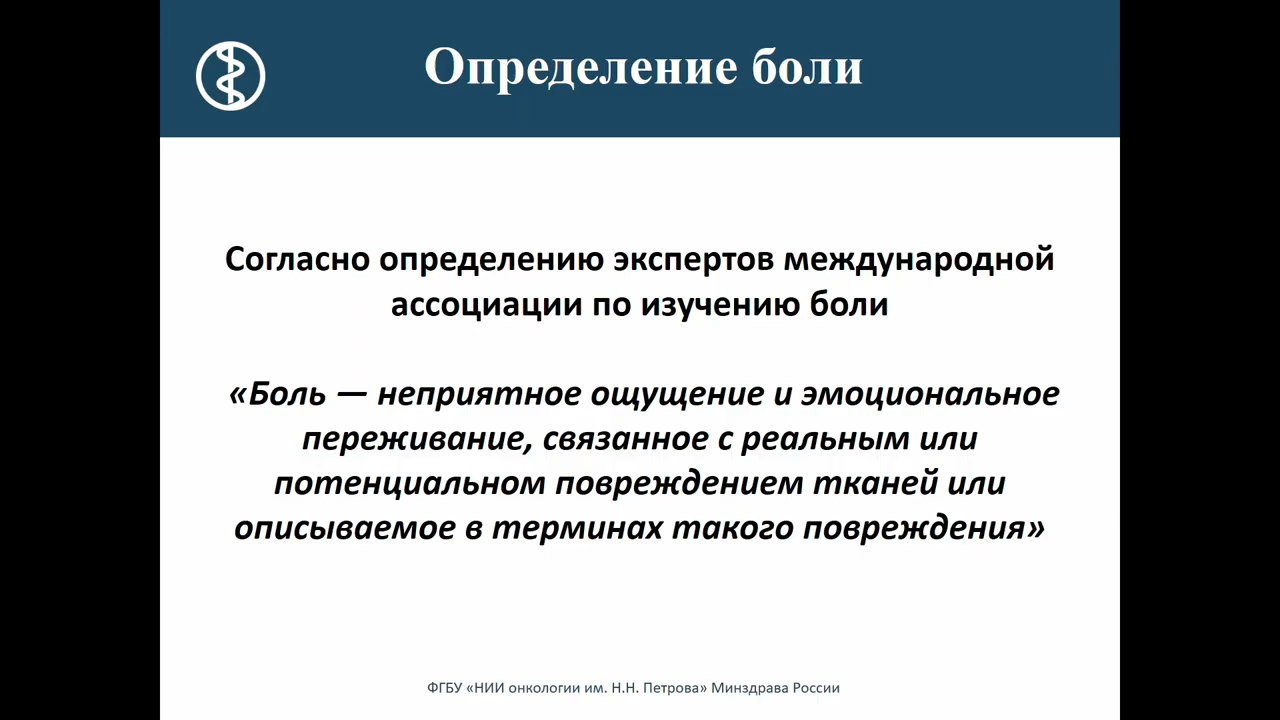 Определение боли
Согласно определению экспертов международной
ассоциации по изучению боли
«Боль — неприятное ощущение и эмоциональное
переживание, связанное с реальным или
потенциальном повреждением тканей или
описываемое в терминах такого повреждения»
ФГБУ «НИИ онкологии им. Н.Н. Петрова» Минздрава России